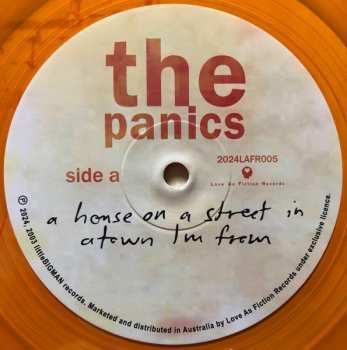 the
panics
side a
2024LAFR005
Love As Fiction Records
a house on a street in
a town Im from
℗ 2024, 2003 littleBIGMAN records. Marketed and distributed in Australia by Love As Fiction Records under exclusive licence.